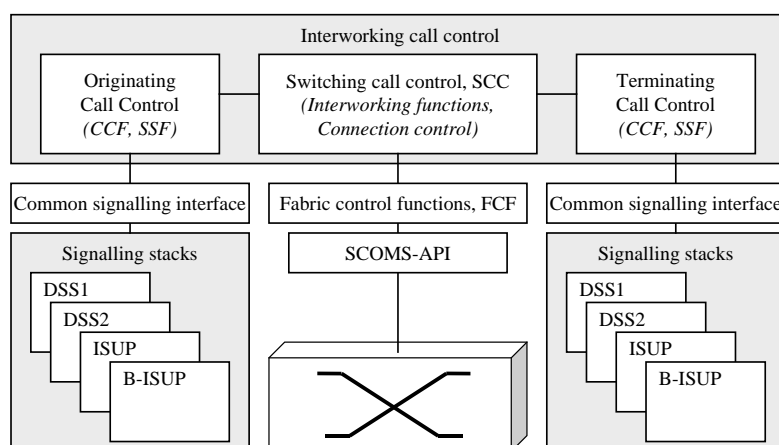 Interworking call control
Originating
Call Control
(CCF, SSF)
Switching call control, SCC
(Interworking functions,
Connection control)
Terminating
Call Control
(CCF, SSF)
Common signalling interface
Fabric control functions, FCF
Common signalling interface
Signalling stacks
DSS1
DSS2
ISUP
B-ISUP
SCOMS-API
Signalling stacks
DSS1
DSS2
ISUP
B-ISUP